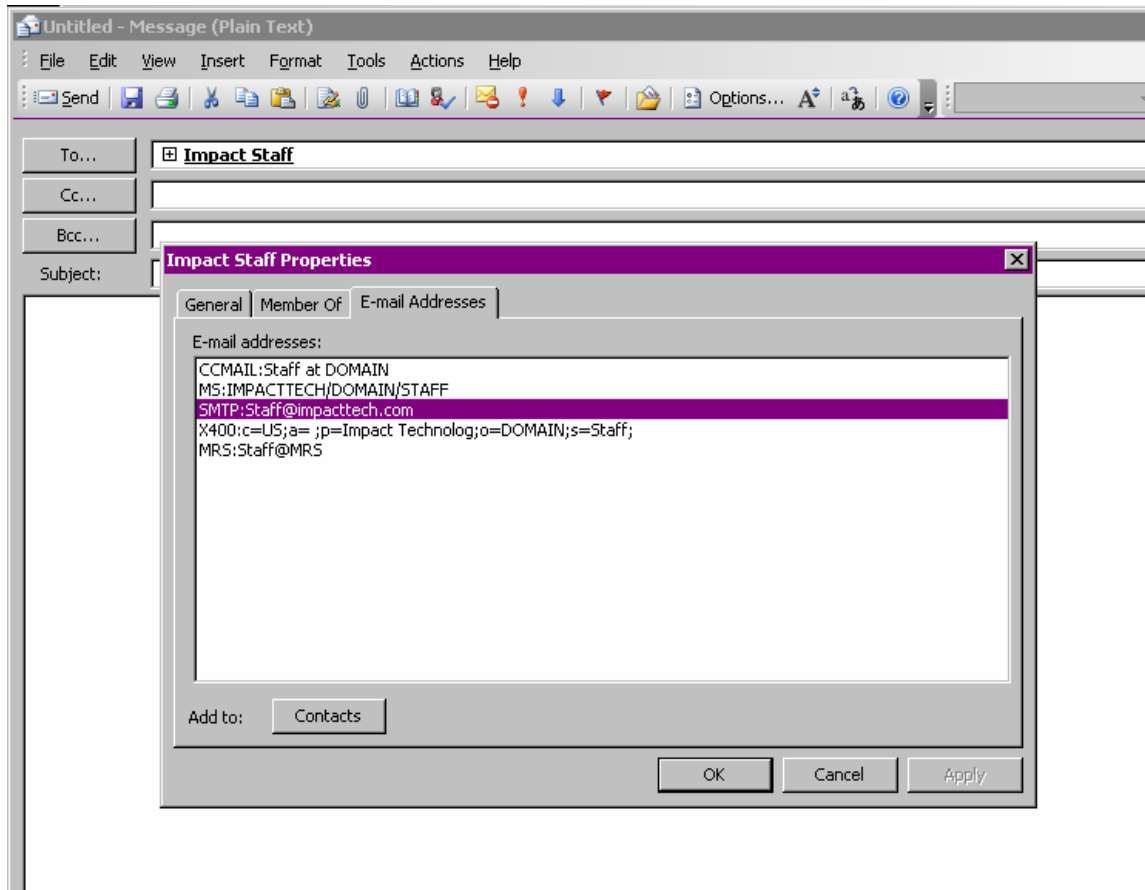 Untitled - Message (Plain Text)
File Edit View Insert Format Tools Actions Help
Send Options...
To... Impact Staff
Cc...
Bcc...
Subject:
Impact Staff Properties
General Member Of E-mail Addresses
E-mail addresses:
CCMAIL:Staff at DOMAIN
MS:IMPACTTECH/DOMAIN/STAFF
SMTP:Staff@impacttech.com
X400:c=US;a= ;p=Impact Technolog;o=DOMAIN;s=Staff;
MRS:Staff@MRS
Add to: Contacts
OK Cancel Apply